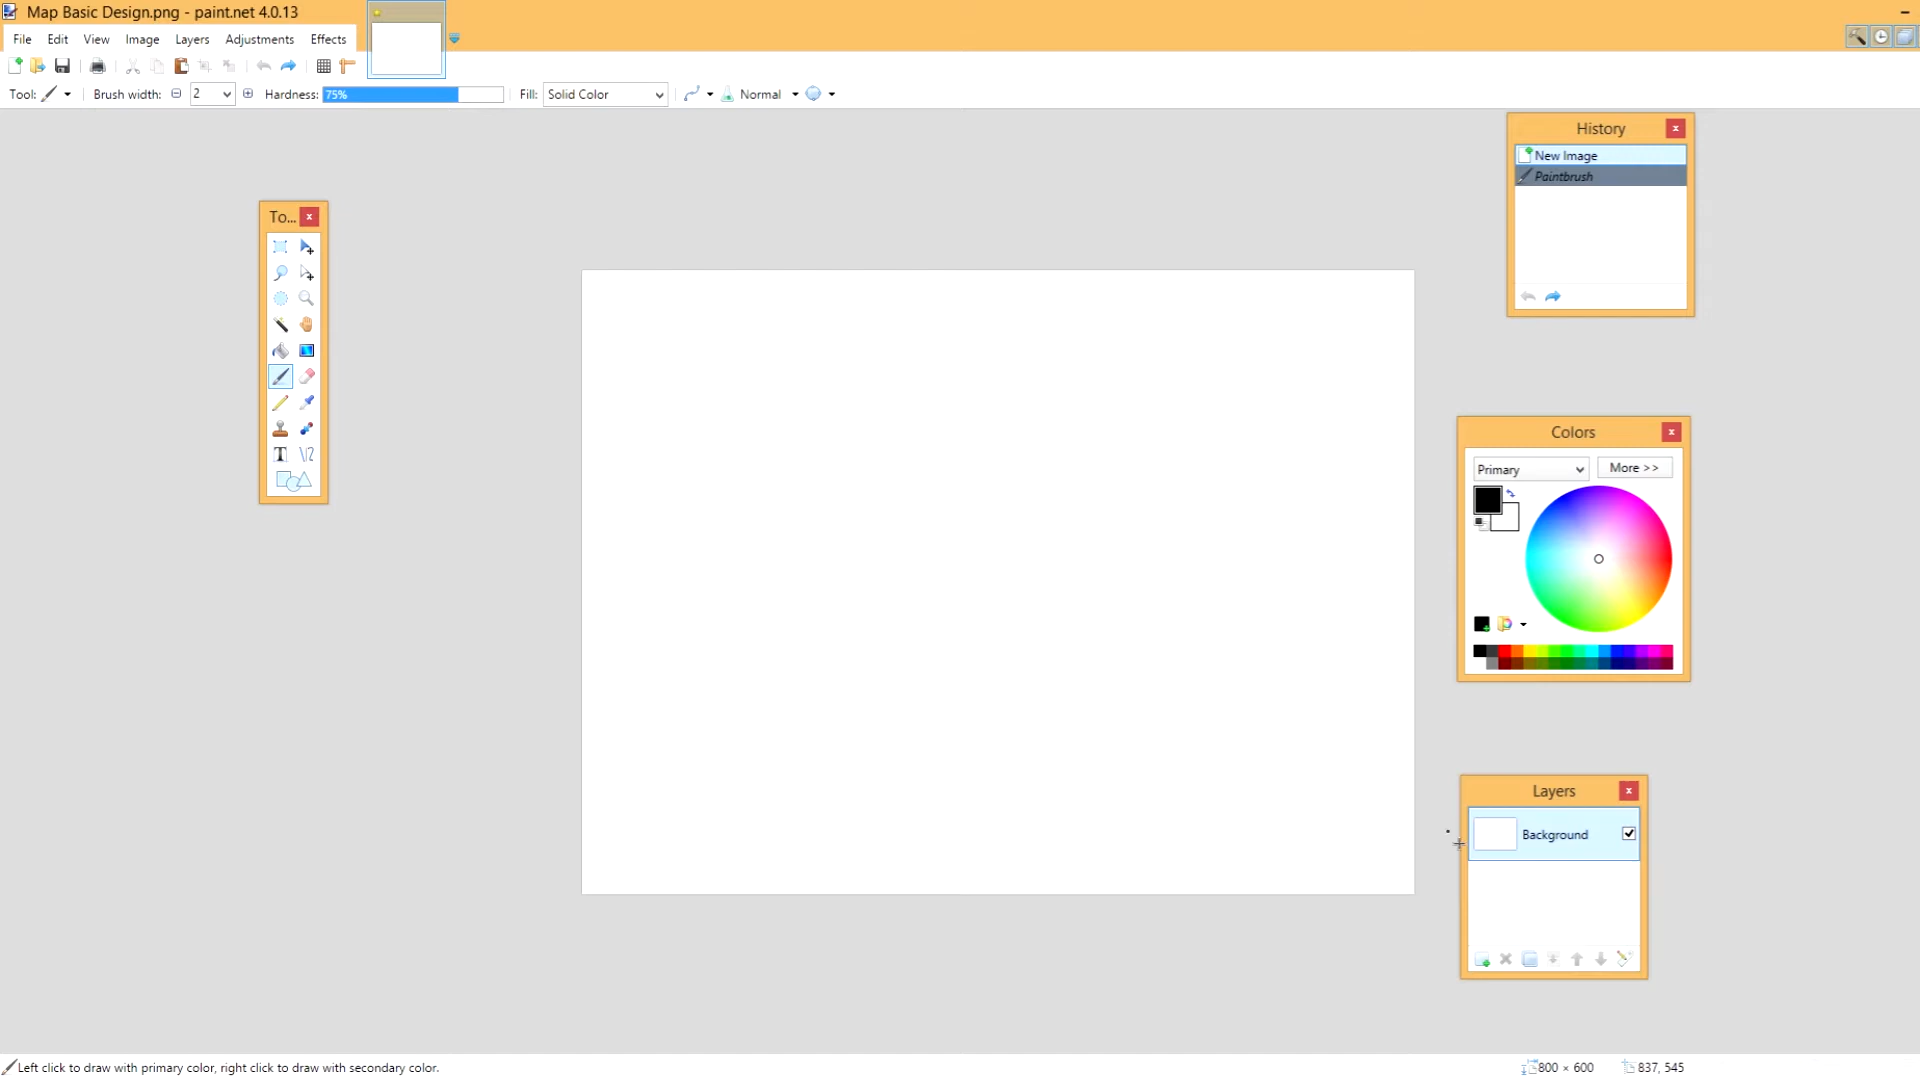 Map Basic Design.png - paint.net 4.0.13
File Edit View Image Layers Adjustments Effects
Tool: Brush width: 2 Hardness: 75% Fill: Solid Color Normal
History
New Image
Paintbrush
To...
Colors
Primary More >>
Layers
Background
Left click to draw with primary color, right click to draw with secondary color.
800 × 600 837, 545